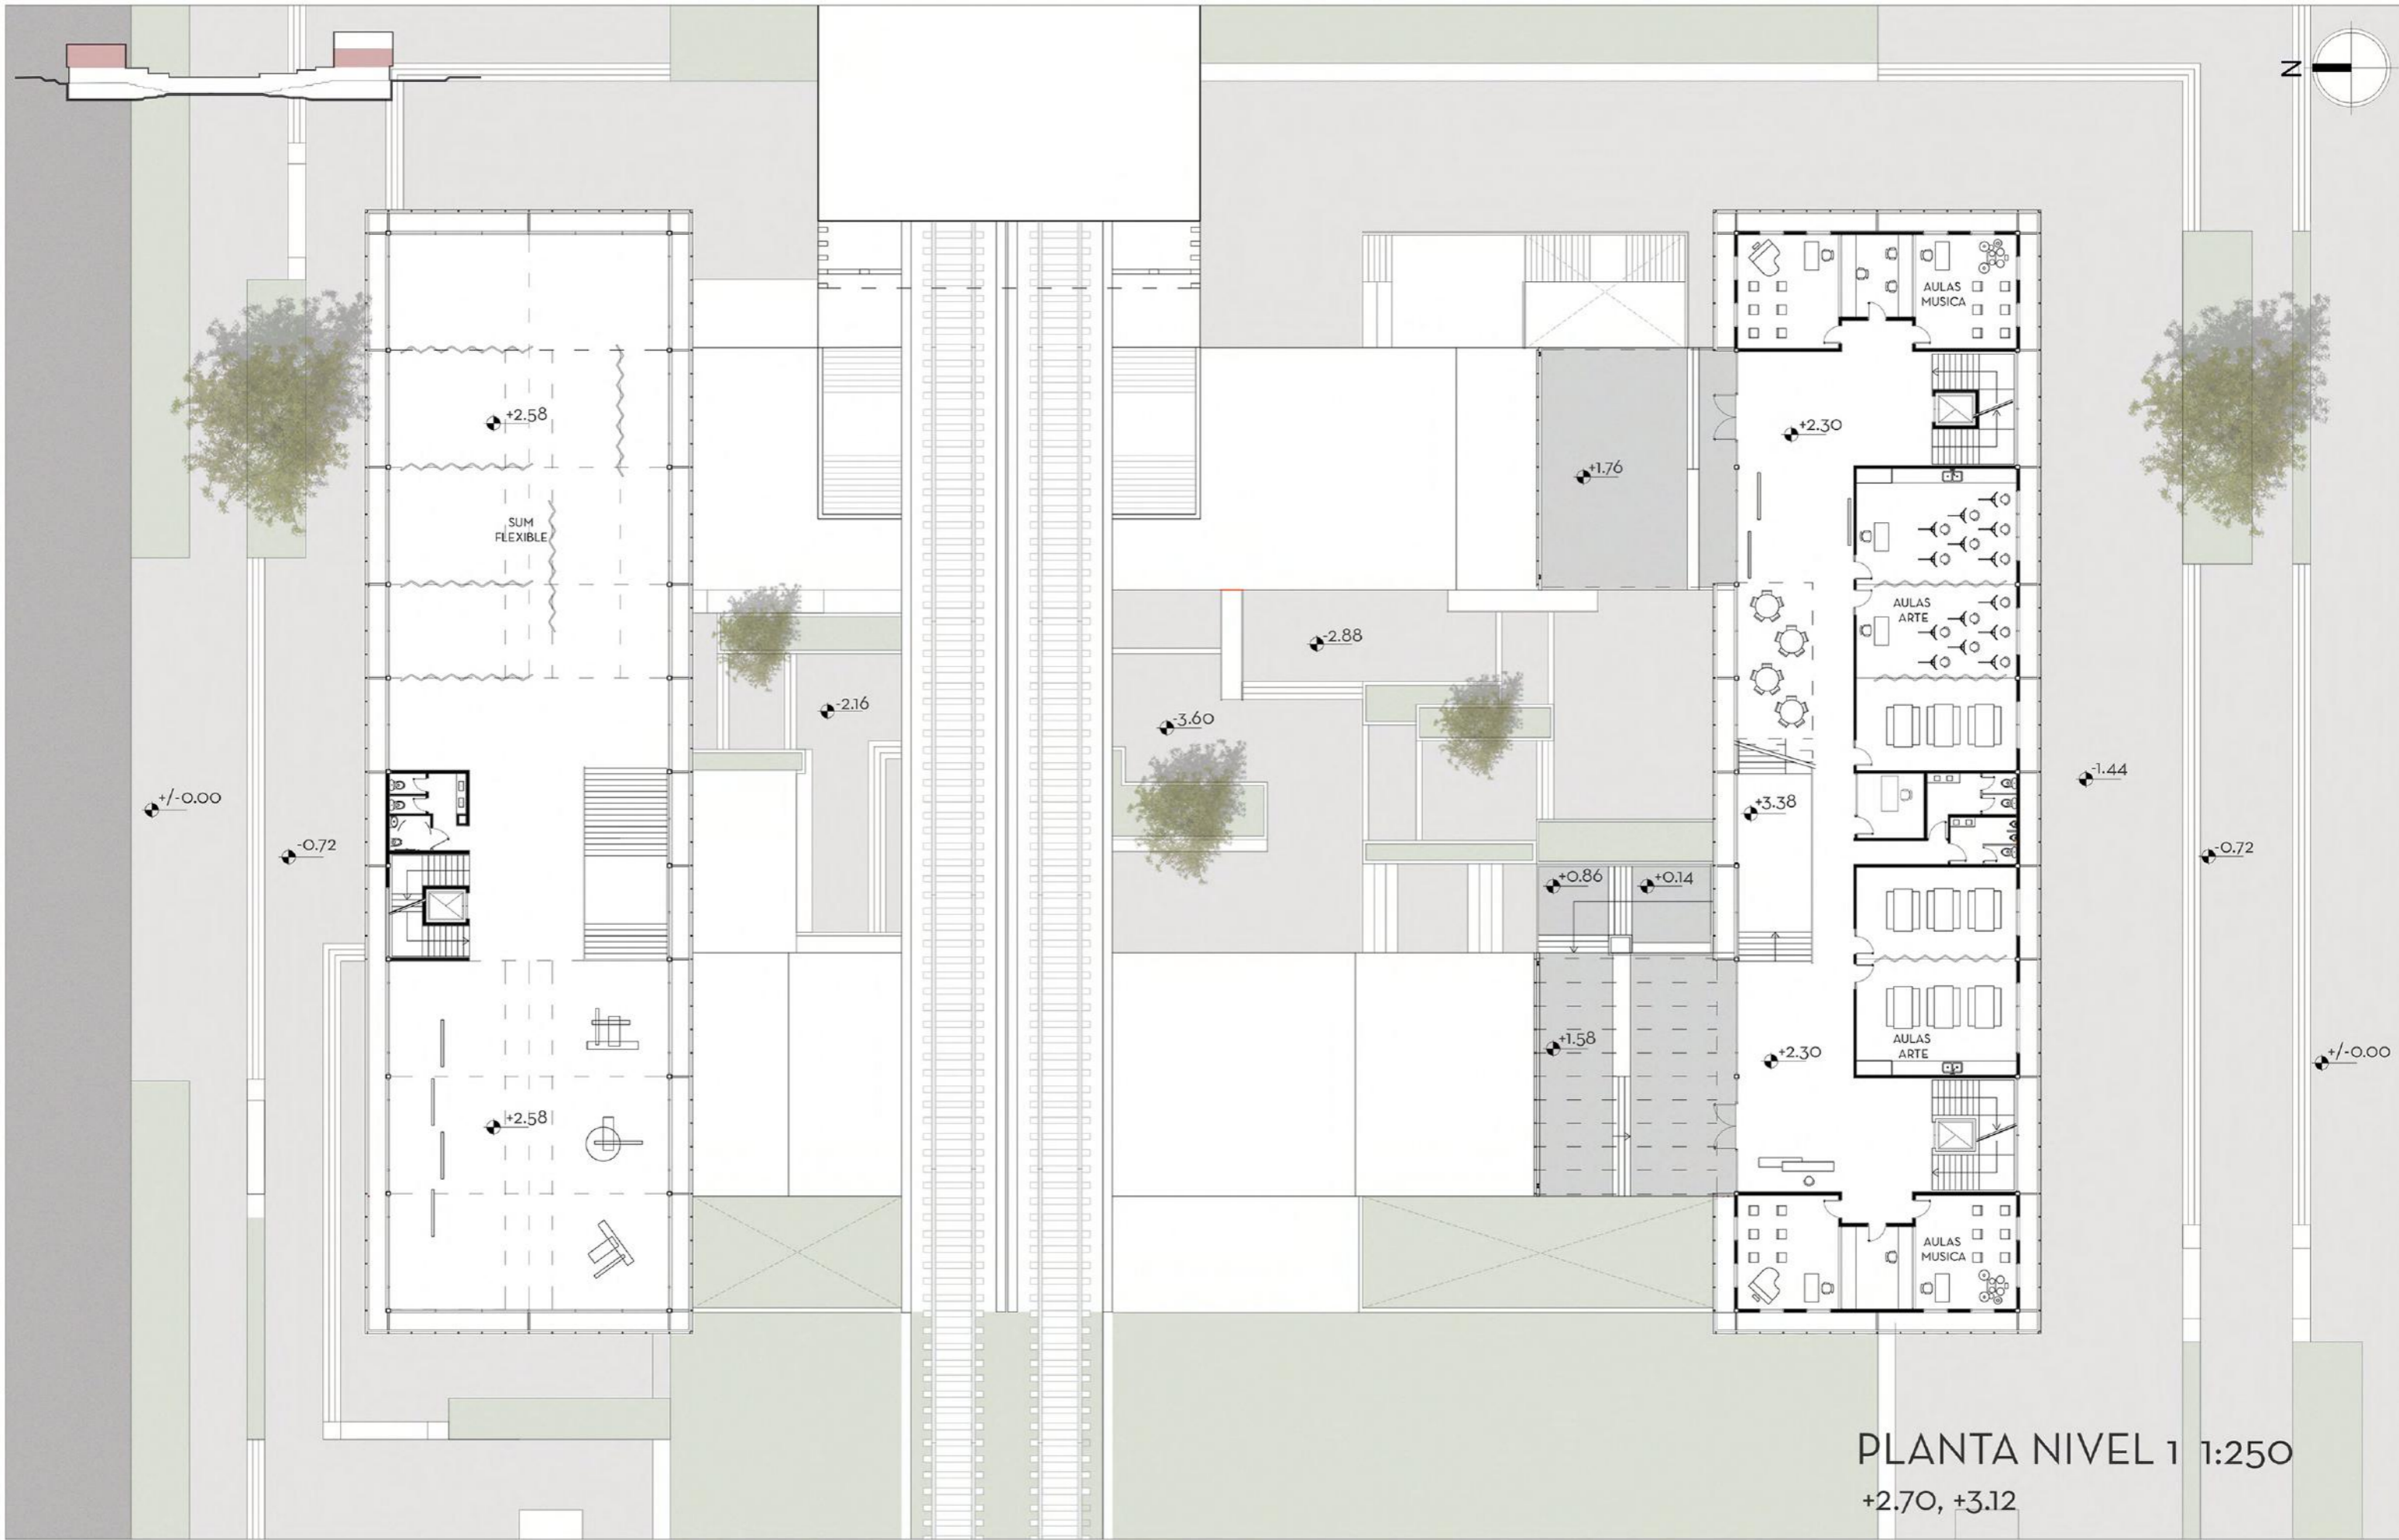 N
AULAS
MUSICA
+2.58
+2.30
+1.76
SUM
FLEXIBLE
AULAS
ARTE
-2.88
-2.16
-3.60
+/-0.00
-0.72
+3.38
-1.44
-0.72
+0.86
+0.14
+2.58
+1.58
+2.30
AULAS
ARTE
+/-0.00
AULAS
MUSICA
PLANTA NIVEL 1 1:250
+2.70, +3.12